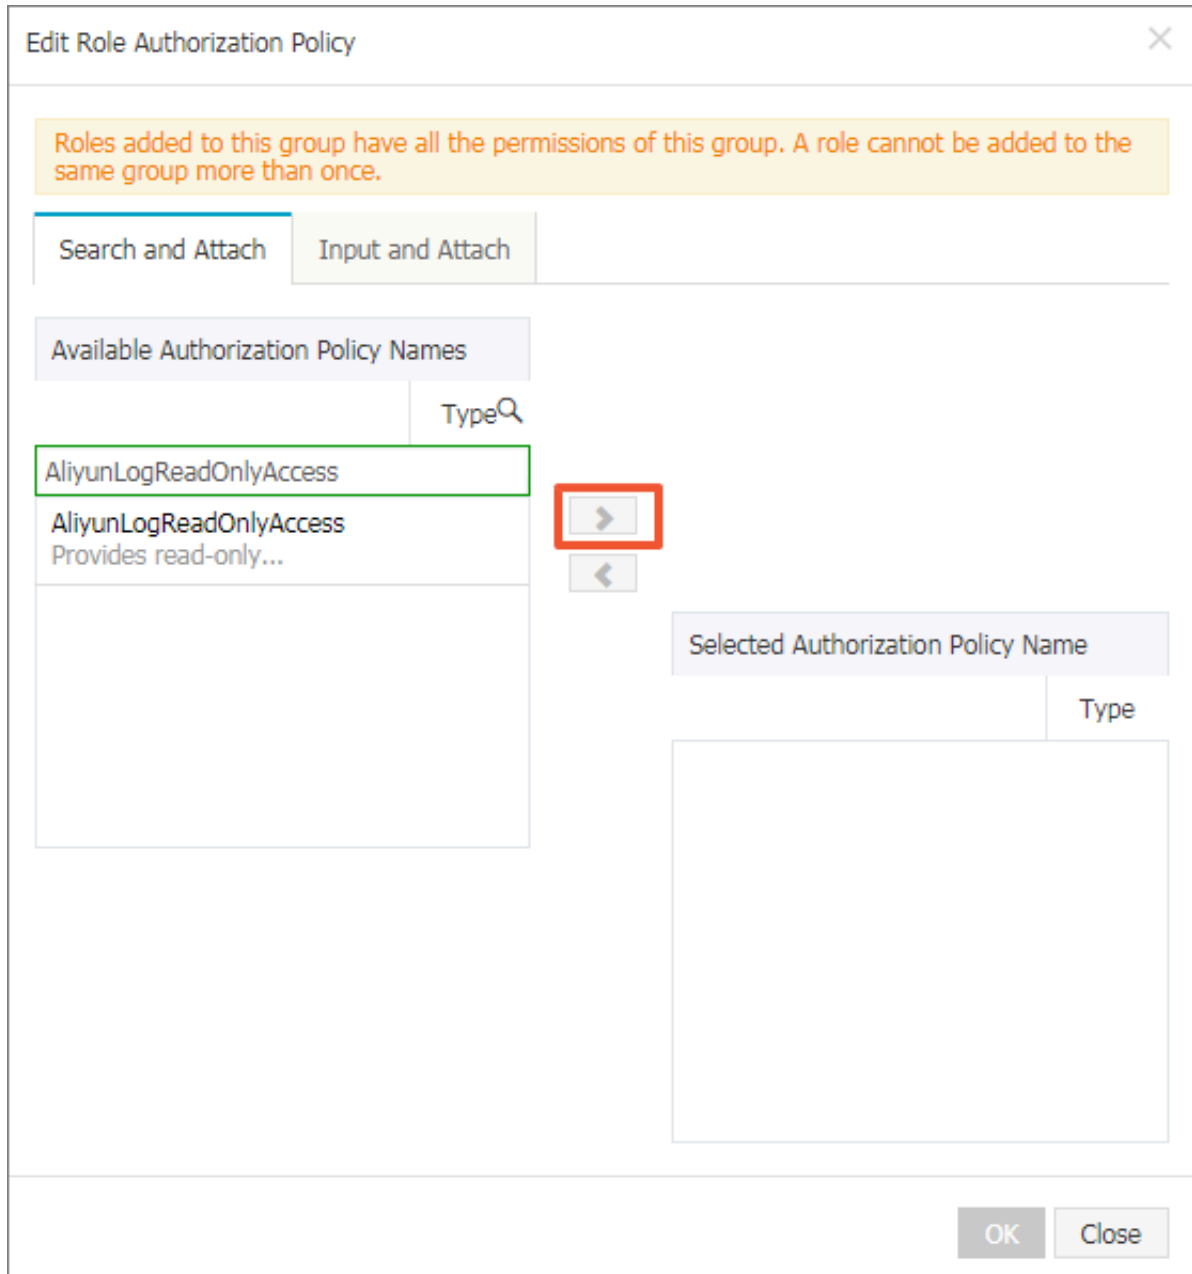 Edit Role Authorization Policy
Roles added to this group have all the permissions of this group. A role cannot be added to the
same group more than once.
Search and Attach
Input and Attach
Available Authorization Policy Names
Type
AliyunLogReadOnlyAccess
AliyunLogReadOnlyAccess
Provides read-only...
Selected Authorization Policy Name
Type
OK
Close